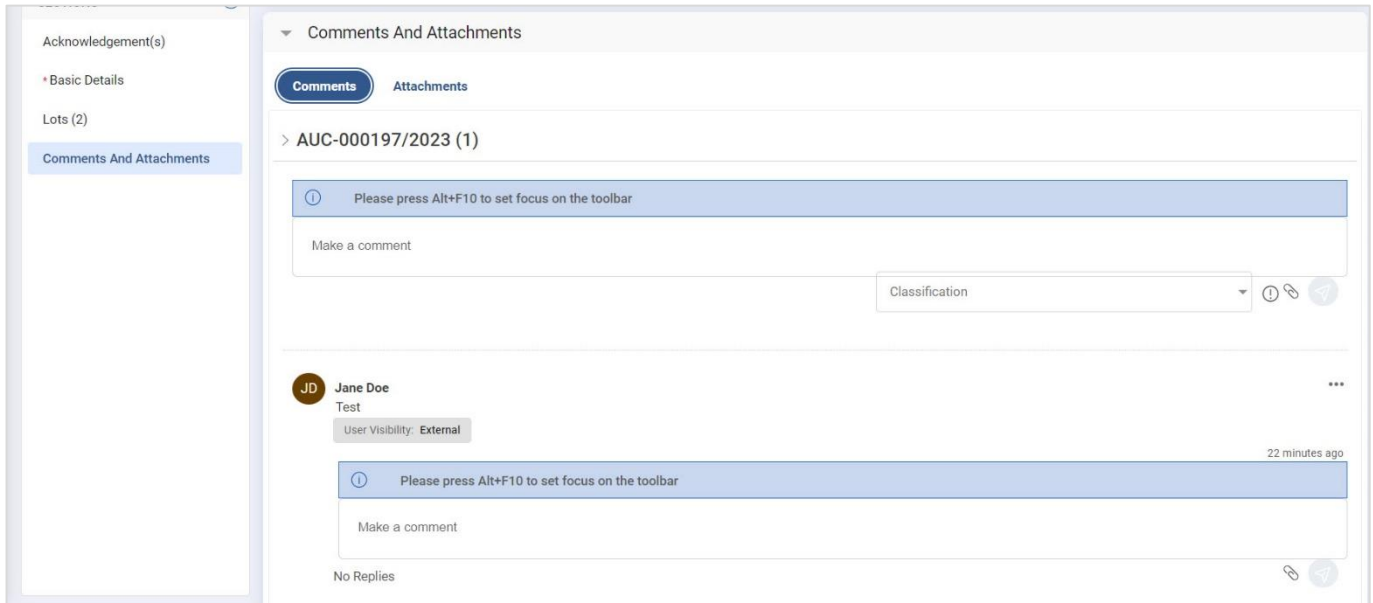 Acknowledgement(s)
* Basic Details
Lots (2)
Comments And Attachments
Comments And Attachments
Comments Attachments
AUC-000197/2023 (1)
Please press Alt+F10 to set focus on the toolbar
Make a comment
Classification
JD Jane Doe
Test
User Visibility: External
22 minutes ago
Please press Alt+F10 to set focus on the toolbar
Make a comment
No Replies